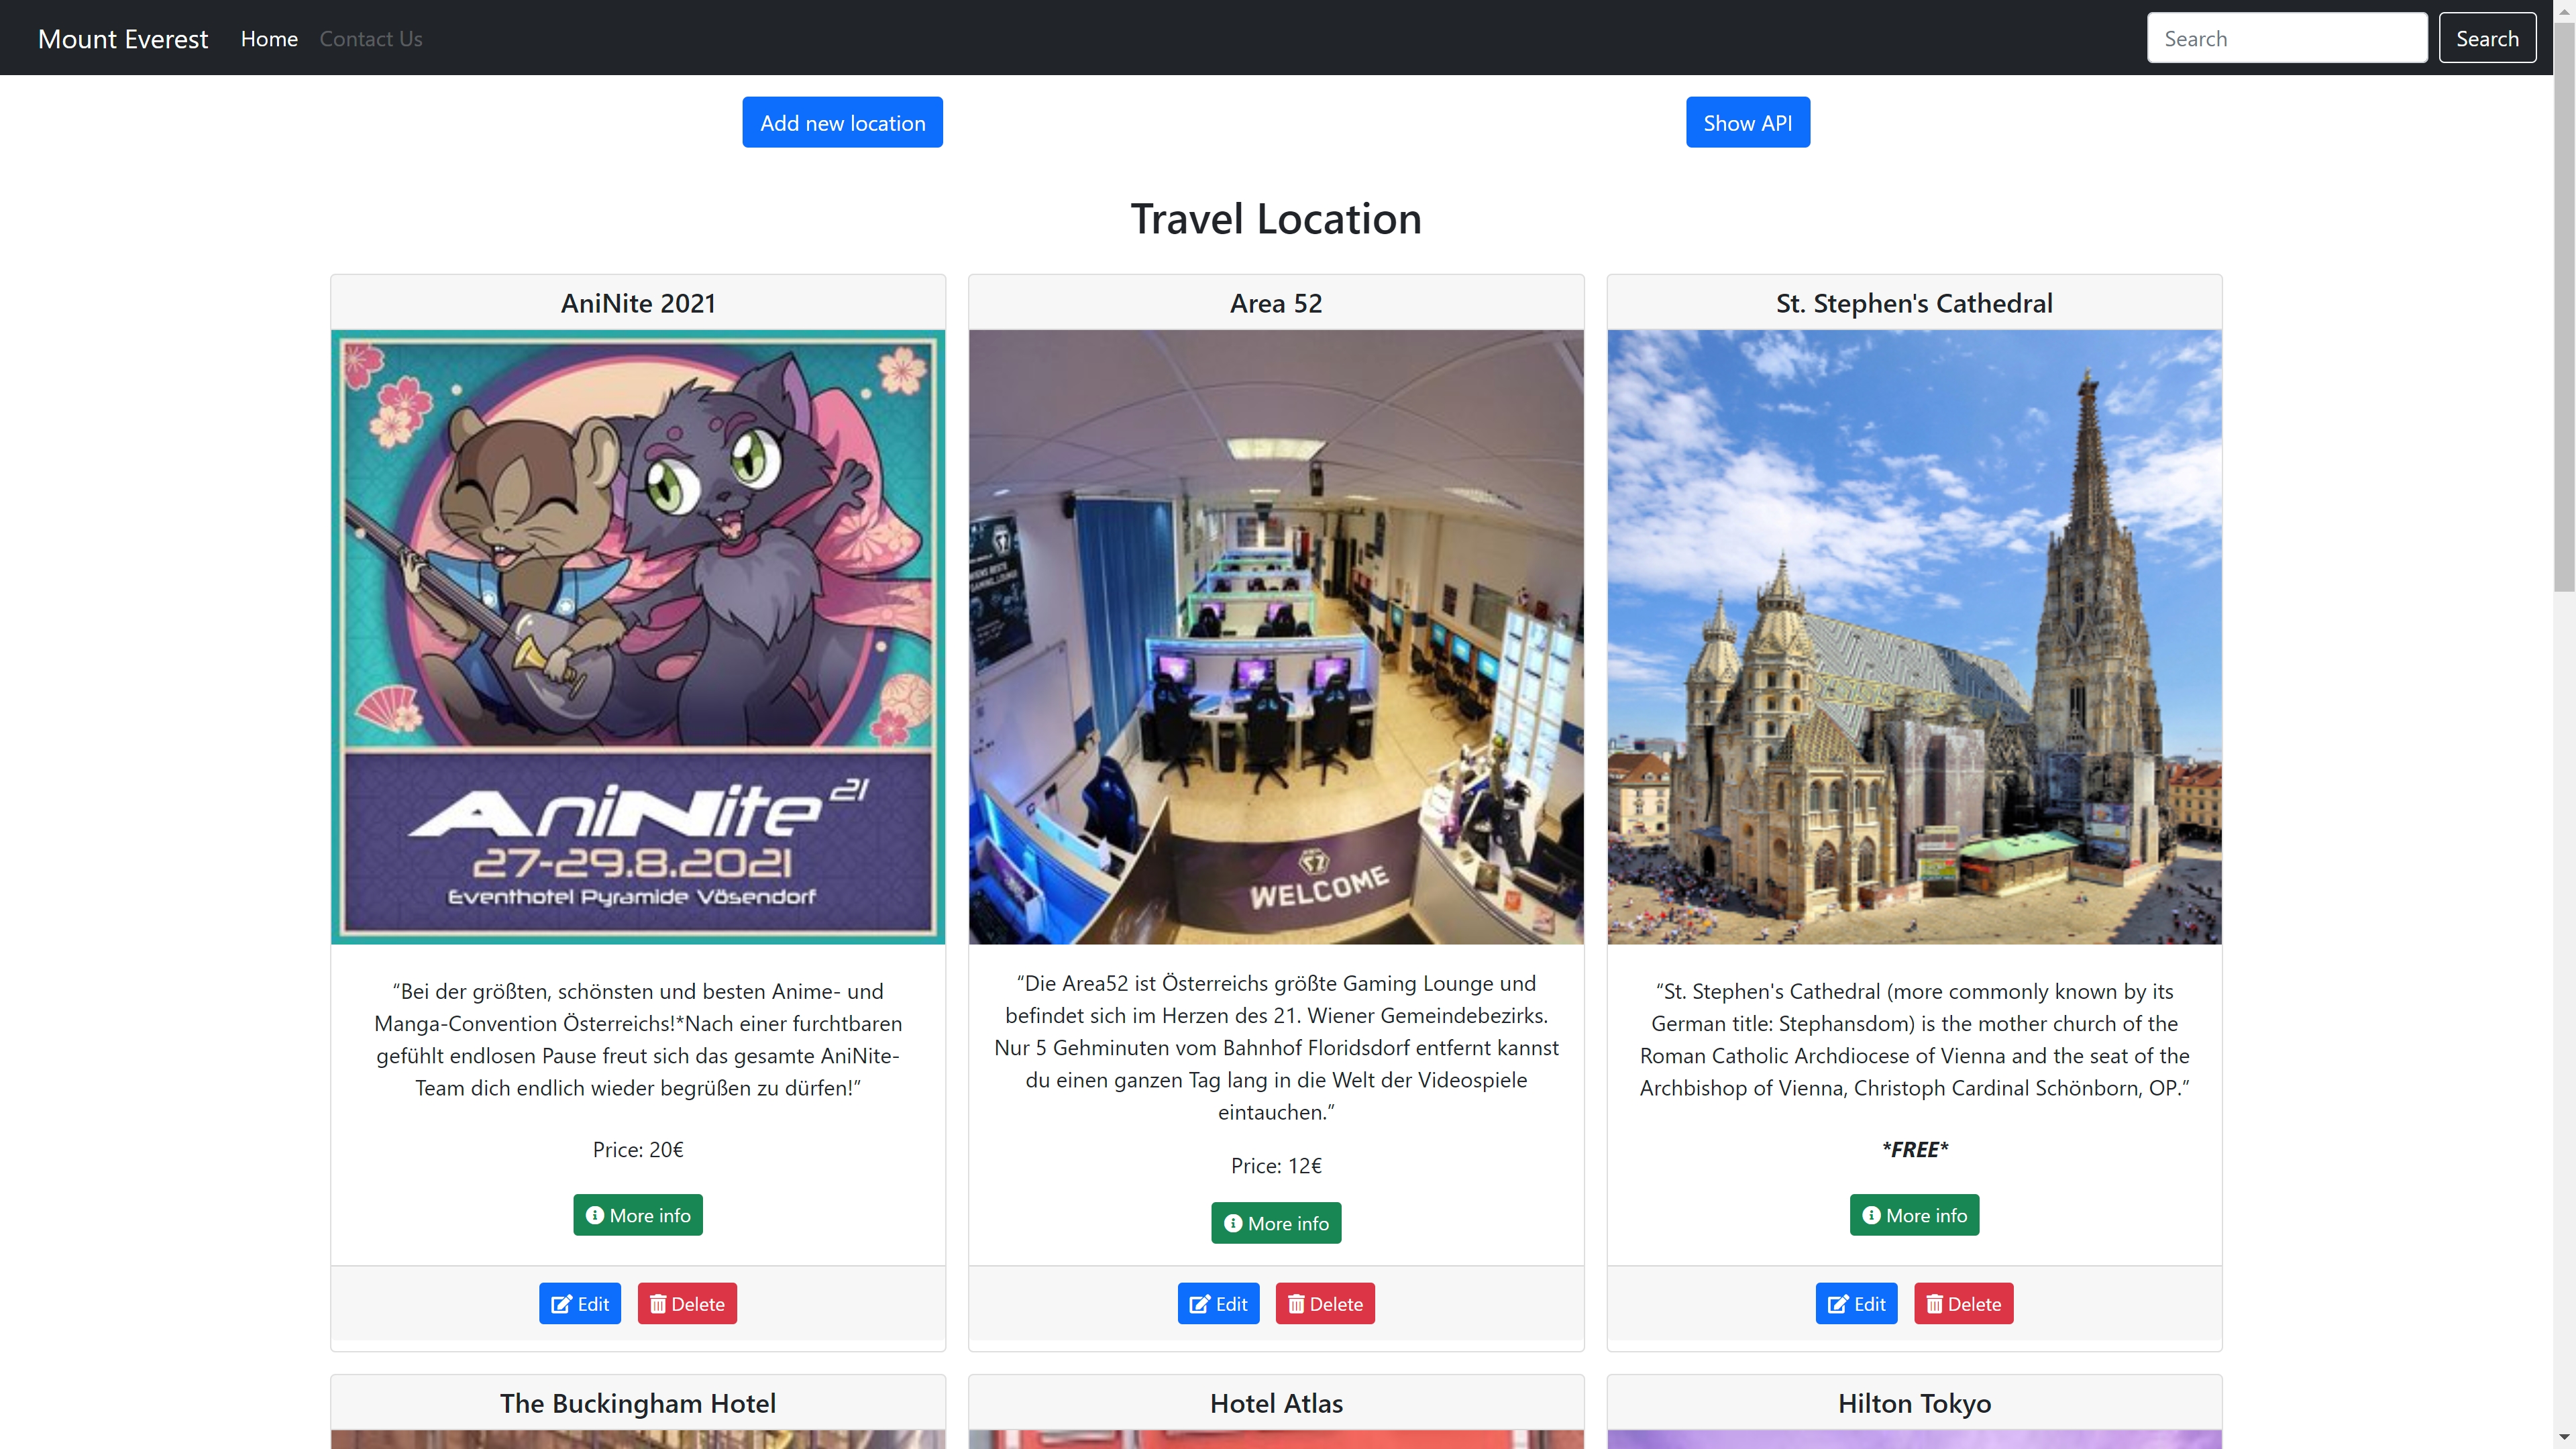 Mount Everest Home Contact Us Search Search
Add new location Show API
Travel Location
AniNite 2021
AniNite 21
27-29.8.2021
Eventhotel Pyramide Vösendorf
“Bei der größten, schönsten und besten Anime- und
Manga-Convention Österreichs!*Nach einer furchtbaren
gefühlt endlosen Pause freut sich das gesamte AniNite-
Team dich endlich wieder begrüßen zu dürfen!”
Price: 20€
More info
Edit Delete
Area 52
WELCOME
“Die Area52 ist Österreichs größte Gaming Lounge und
befindet sich im Herzen des 21. Wiener Gemeindebezirks.
Nur 5 Gehminuten vom Bahnhof Floridsdorf entfernt kannst
du einen ganzen Tag lang in die Welt der Videospiele
eintauchen.”
Price: 12€
More info
Edit Delete
St. Stephen's Cathedral
“St. Stephen's Cathedral (more commonly known by its
German title: Stephansdom) is the mother church of the
Roman Catholic Archdiocese of Vienna and the seat of the
Archbishop of Vienna, Christoph Cardinal Schönborn, OP.”
*FREE*
More info
Edit Delete
The Buckingham Hotel
Hotel Atlas
Hilton Tokyo